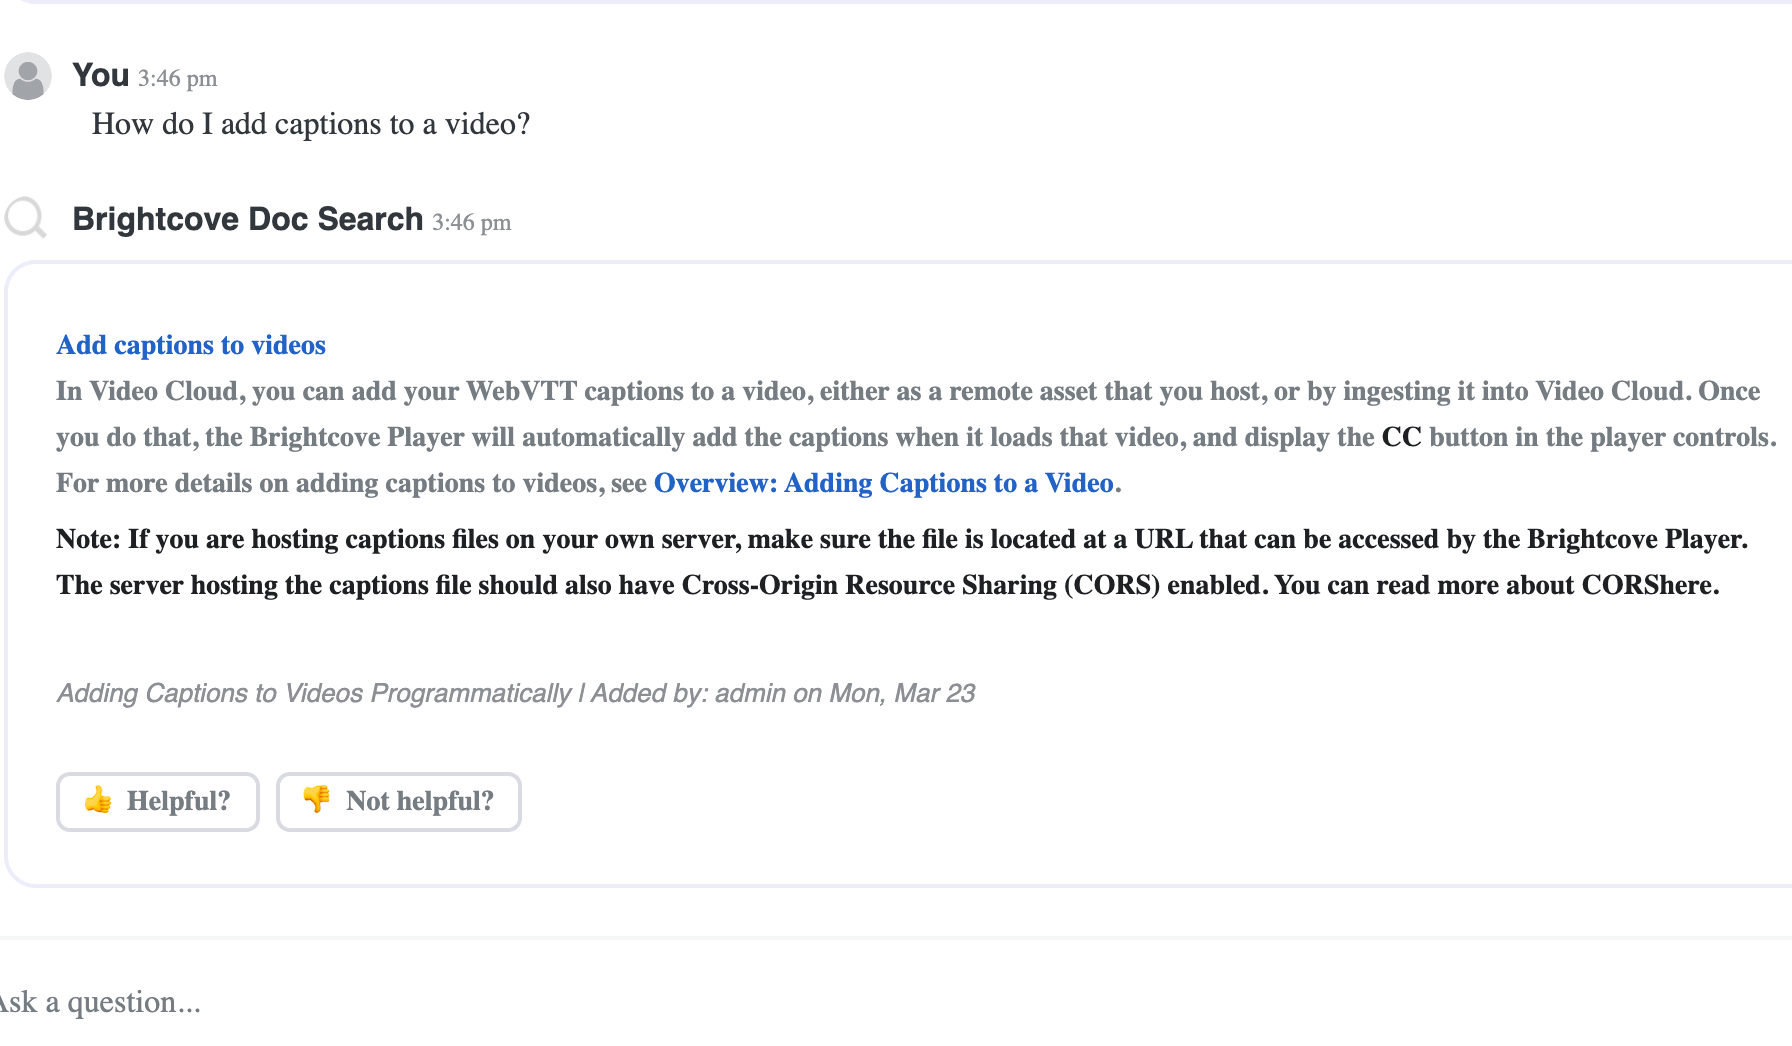 You 3:46 pm
How do I add captions to a video?
Brightcove Doc Search 3:46 pm
Add captions to videos
In Video Cloud, you can add your WebVTT captions to a video, either as a remote asset that you host, or by ingesting it into Video Cloud. Once
you do that, the Brightcove Player will automatically add the captions when it loads that video, and display the CC button in the player controls.
For more details on adding captions to videos, see Overview: Adding Captions to a Video.
Note: If you are hosting captions files on your own server, make sure the file is located at a URL that can be accessed by the Brightcove Player.
The server hosting the captions file should also have Cross-Origin Resource Sharing (CORS) enabled. You can read more about CORShere.
Adding Captions to Videos Programmatically | Added by: admin on Mon, Mar 23
👍 Helpful? 👎 Not helpful?
Ask a question...